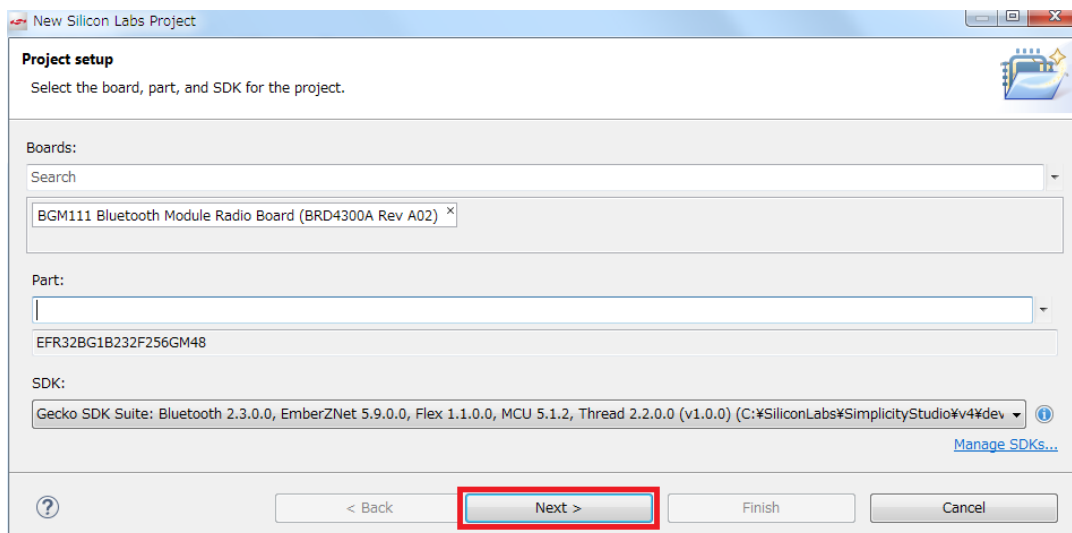 New Silicon Labs Project
Project setup
Select the board, part, and SDK for the project.
Boards:
Search
BGM111 Bluetooth Module Radio Board (BRD4300A Rev A02) ×
Part:
EFR32BG1B232F256GM48
SDK:
Gecko SDK Suite: Bluetooth 2.3.0.0, EmberZNet 5.9.0.0, Flex 1.1.0.0, MCU 5.1.2, Thread 2.2.0.0 (v1.0.0) (C:¥SiliconLabs¥SimplicityStudio¥v4¥dev
Manage SDKs...
< Back Next > Finish Cancel